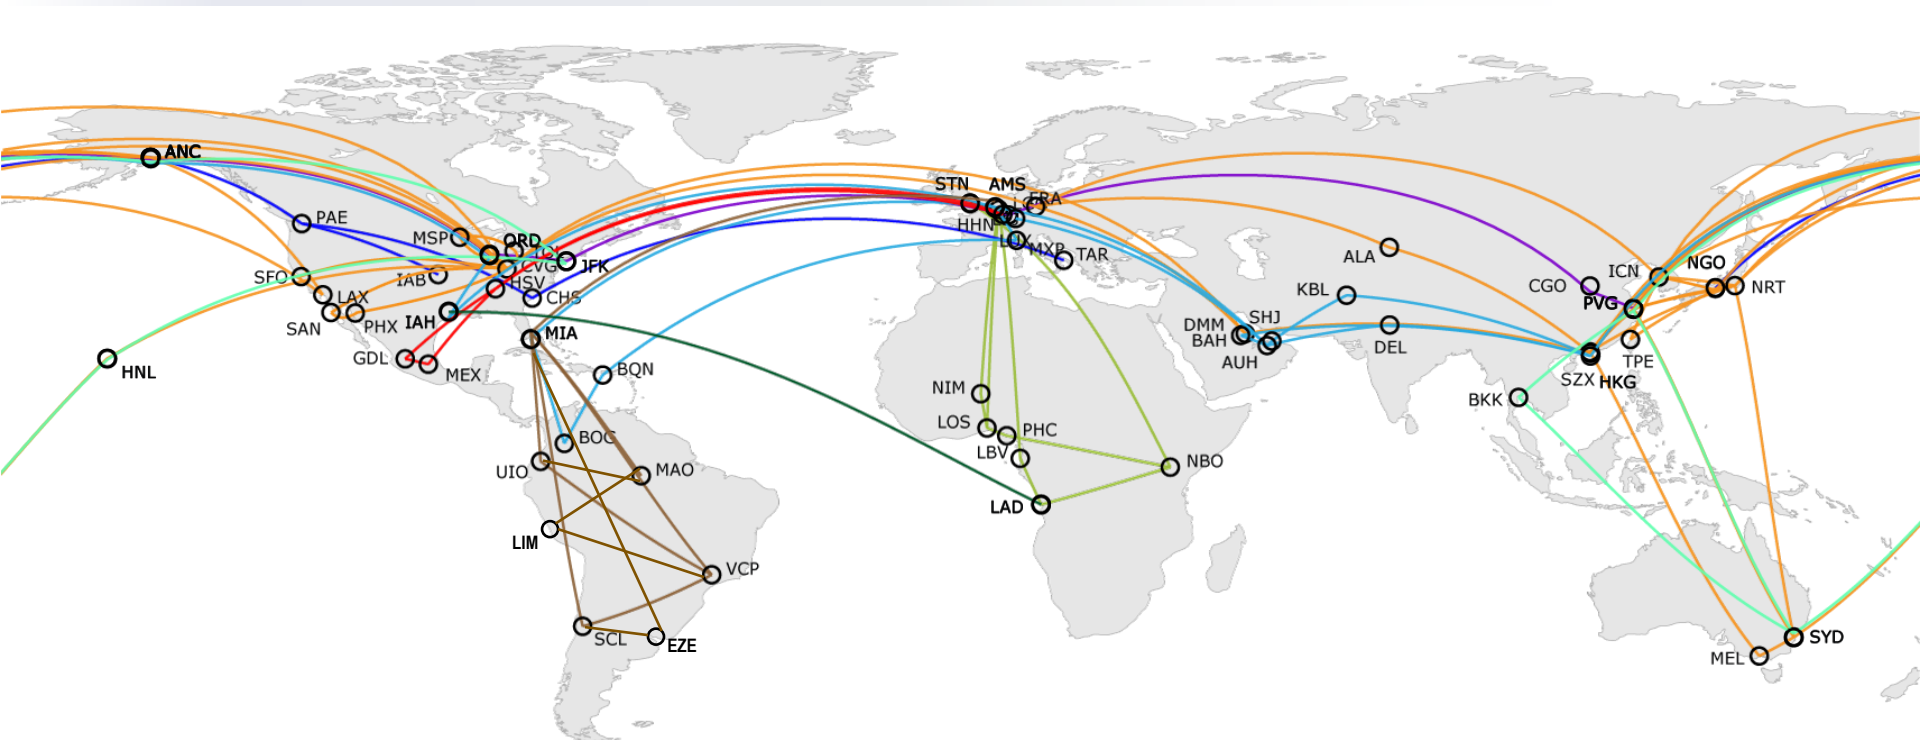 ANC
STN
AMS
FRA
HHN
PAE
MSP
ORD
LUX
MXP
TAR
JFK
CVG
ALA
ICN
NGO
SFO
IAB
HSV
CGO
NRT
LAX
CHS
KBL
PVG
SAN
PHX
IAH
MIA
DMM
SHJ
BAH
DEL
TPE
GDL
MEX
BQN
AUH
SZX
HKG
HNL
NIM
BKK
LOS
PHC
BOG
LBV
UIO
MAO
NBO
LAD
LIM
VCP
SCL
EZE
SYD
MEL